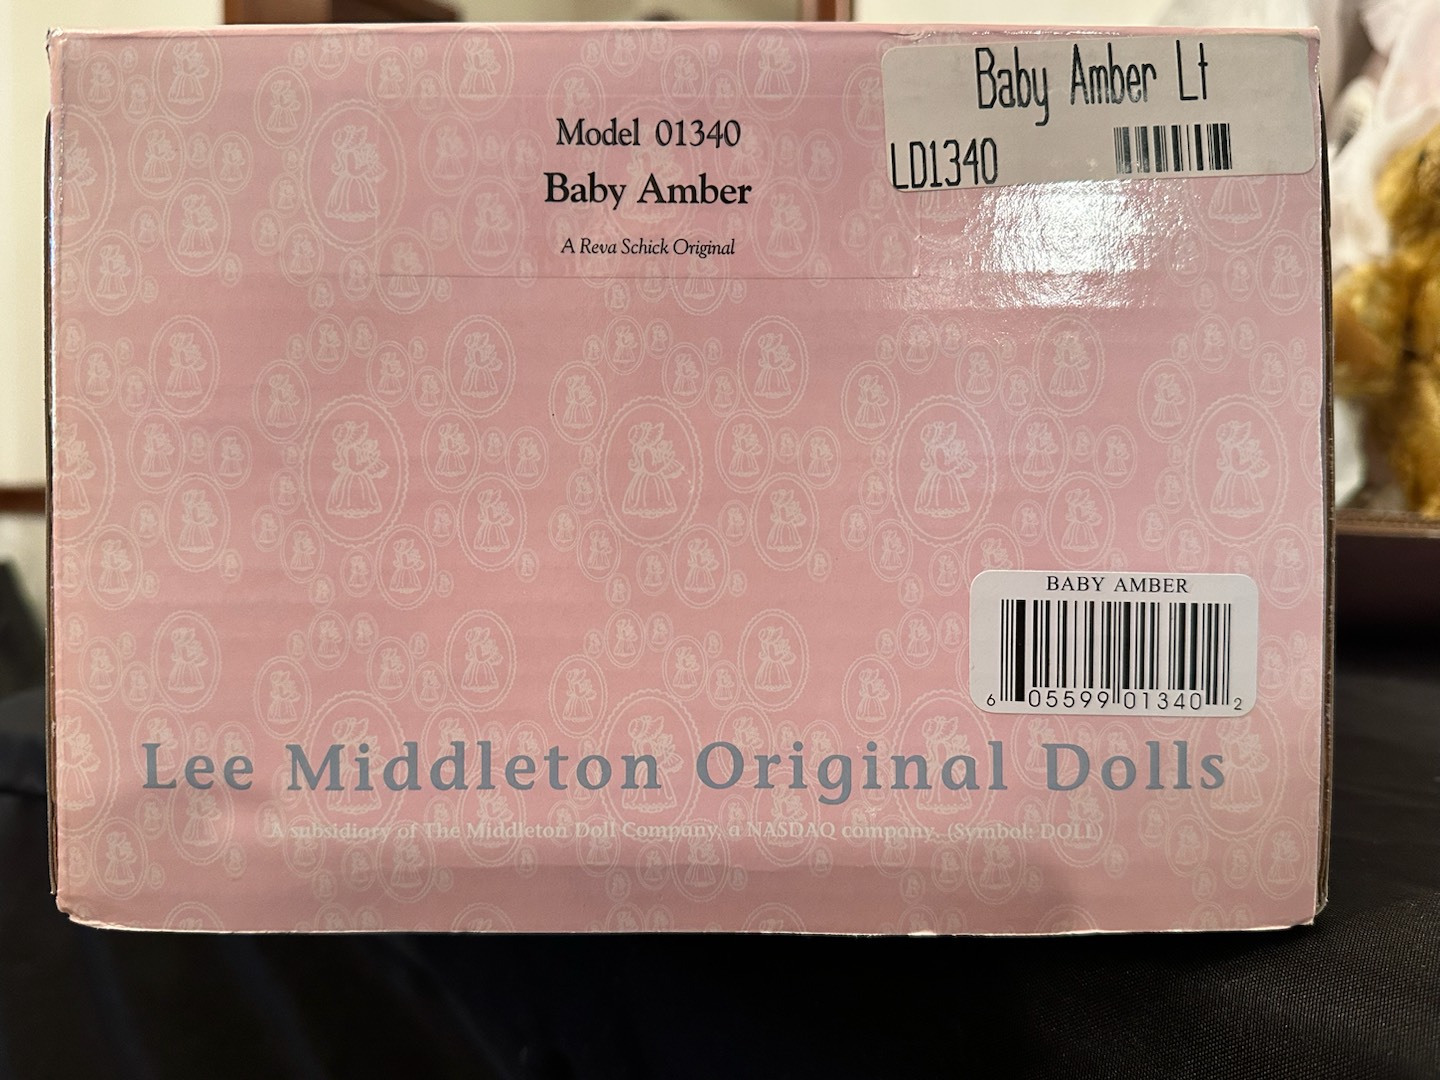 Baby Amber Lt
LD1340
Model 01340
Baby Amber
A Reva Schick Original
BABY AMBER
6 05599 01340 2
Lee Middleton Original Dolls
A subsidiary of The Middleton Doll Company, a NASDAQ company. (Symbol: DOLL)